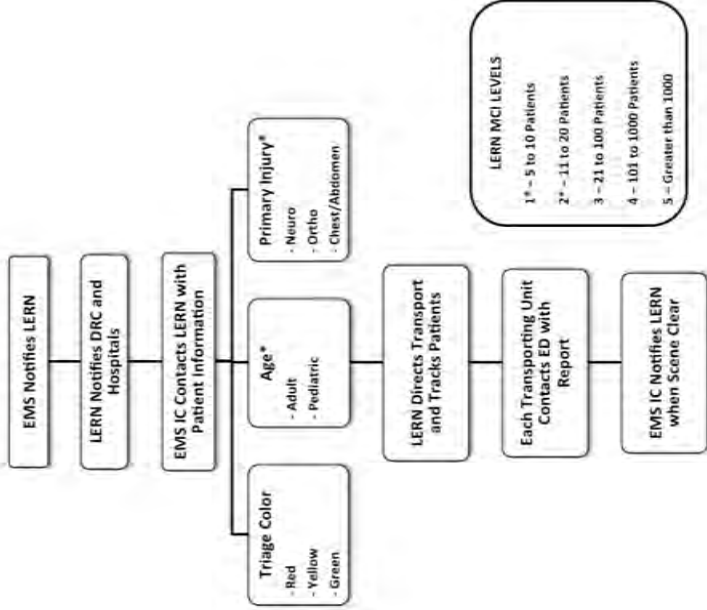 EMS Notifies LERN
LERN Notifies DRC and
Hospitals
EMS IC Contacts LERN with
Patient Information
Triage Color
- Red
- Yellow
- Green
Age*
- Adult
- Pediatric
Primary Injury*
- Neuro
- Ortho
- Chest/Abdomen
LERN Directs Transport
and Tracks Patients
Each Transporting Unit
Contacts ED with
Report
EMS IC Notifies LERN
when Scene Clear
LERN MCI LEVELS
1* – 5 to 10 Patients
2* – 11 to 20 Patients
3 – 21 to 100 Patients
4 – 101 to 1000 Patients
5 – Greater than 1000